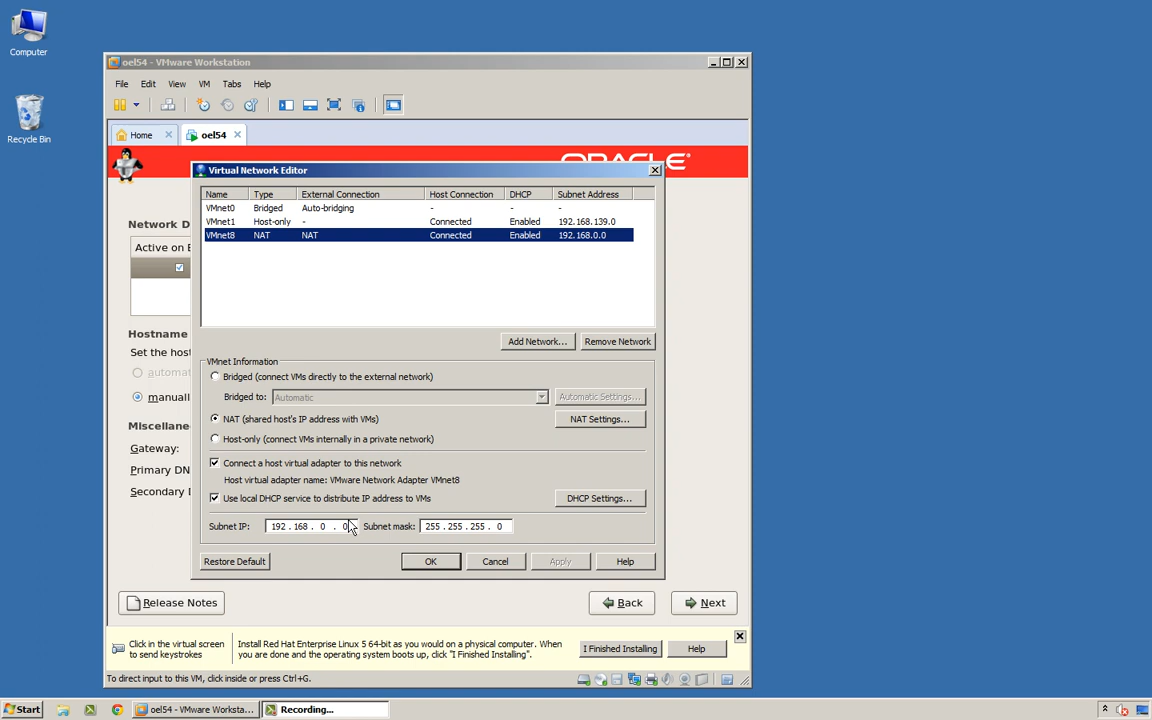 Computer
Recycle Bin
oel54 - VMware Workstation
File Edit View VM Tabs Help
Home oel54
ORACLE
Virtual Network Editor
Name Type External Connection Host Connection DHCP Subnet Address
VMnet0 Bridged Auto-bridging - - -
VMnet1 Host-only - Connected Enabled 192.168.139.0
VMnet8 NAT NAT Connected Enabled 192.168.0.0
Network D
Active on
Hostname
Set the hos
automat
manuall
Miscellane
Gateway:
Primary DN
Secondary
Add Network... Remove Network
VMnet Information
Bridged (connect VMs directly to the external network)
Bridged to: Automatic Automatic Settings...
NAT (shared host's IP address with VMs) NAT Settings...
Host-only (connect VMs internally in a private network)
Connect a host virtual adapter to this network
Host virtual adapter name: VMware Network Adapter VMnet8
Use local DHCP service to distribute IP address to VMs DHCP Settings...
Subnet IP: 192 . 168 . 0 . 0 Subnet mask: 255 . 255 . 255 . 0
Restore Default OK Cancel Apply Help
Release Notes Back Next
Click in the virtual screen
to send keystrokes
Install Red Hat Enterprise Linux 5 64-bit as you would on a physical computer. When
you are done and the operating system boots up, click "I Finished Installing".
I Finished Installing Help
To direct input to this VM, click inside or press Ctrl+G.
Start oel54 - VMware Worksta... Recording...